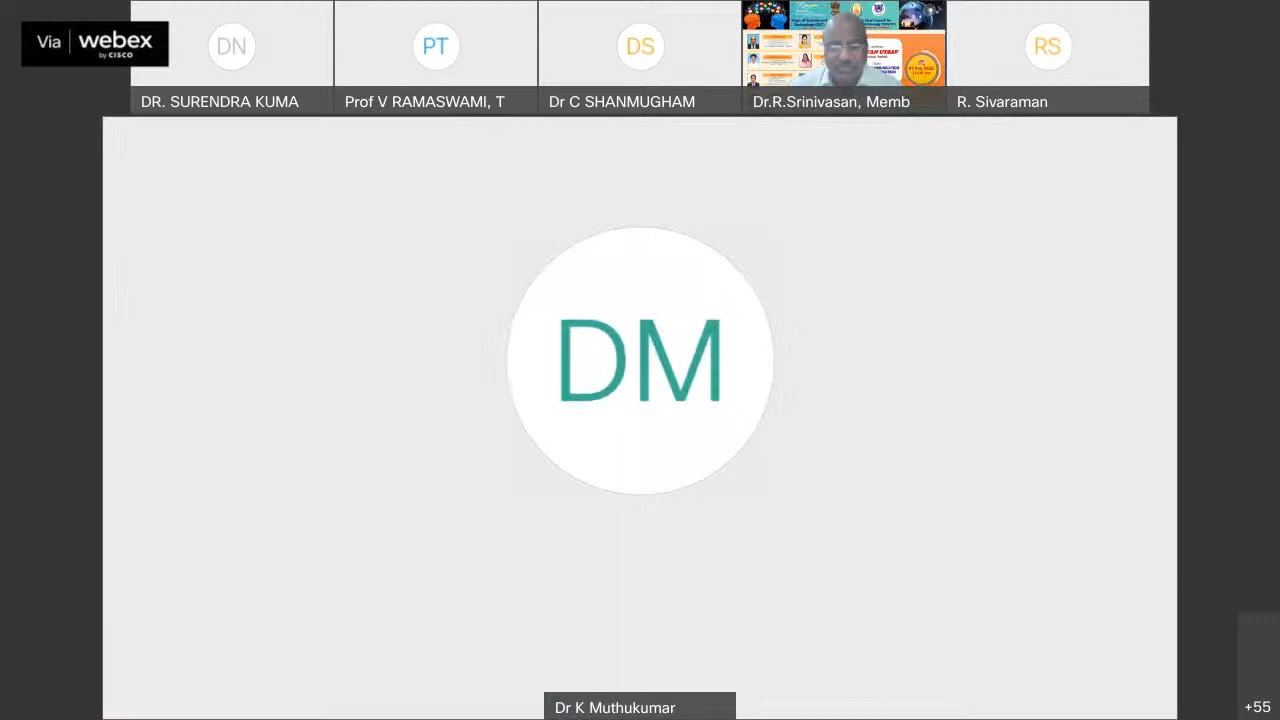 Via webex
by CISCO
DN
PT
DS
RS
DR. SURENDRA KUMA
Prof V RAMASWAMI, T
Dr C SHANMUGHAM
Dr.R.Srinivasan, Memb
R. Sivaraman
DM
Dr K Muthukumar
+55